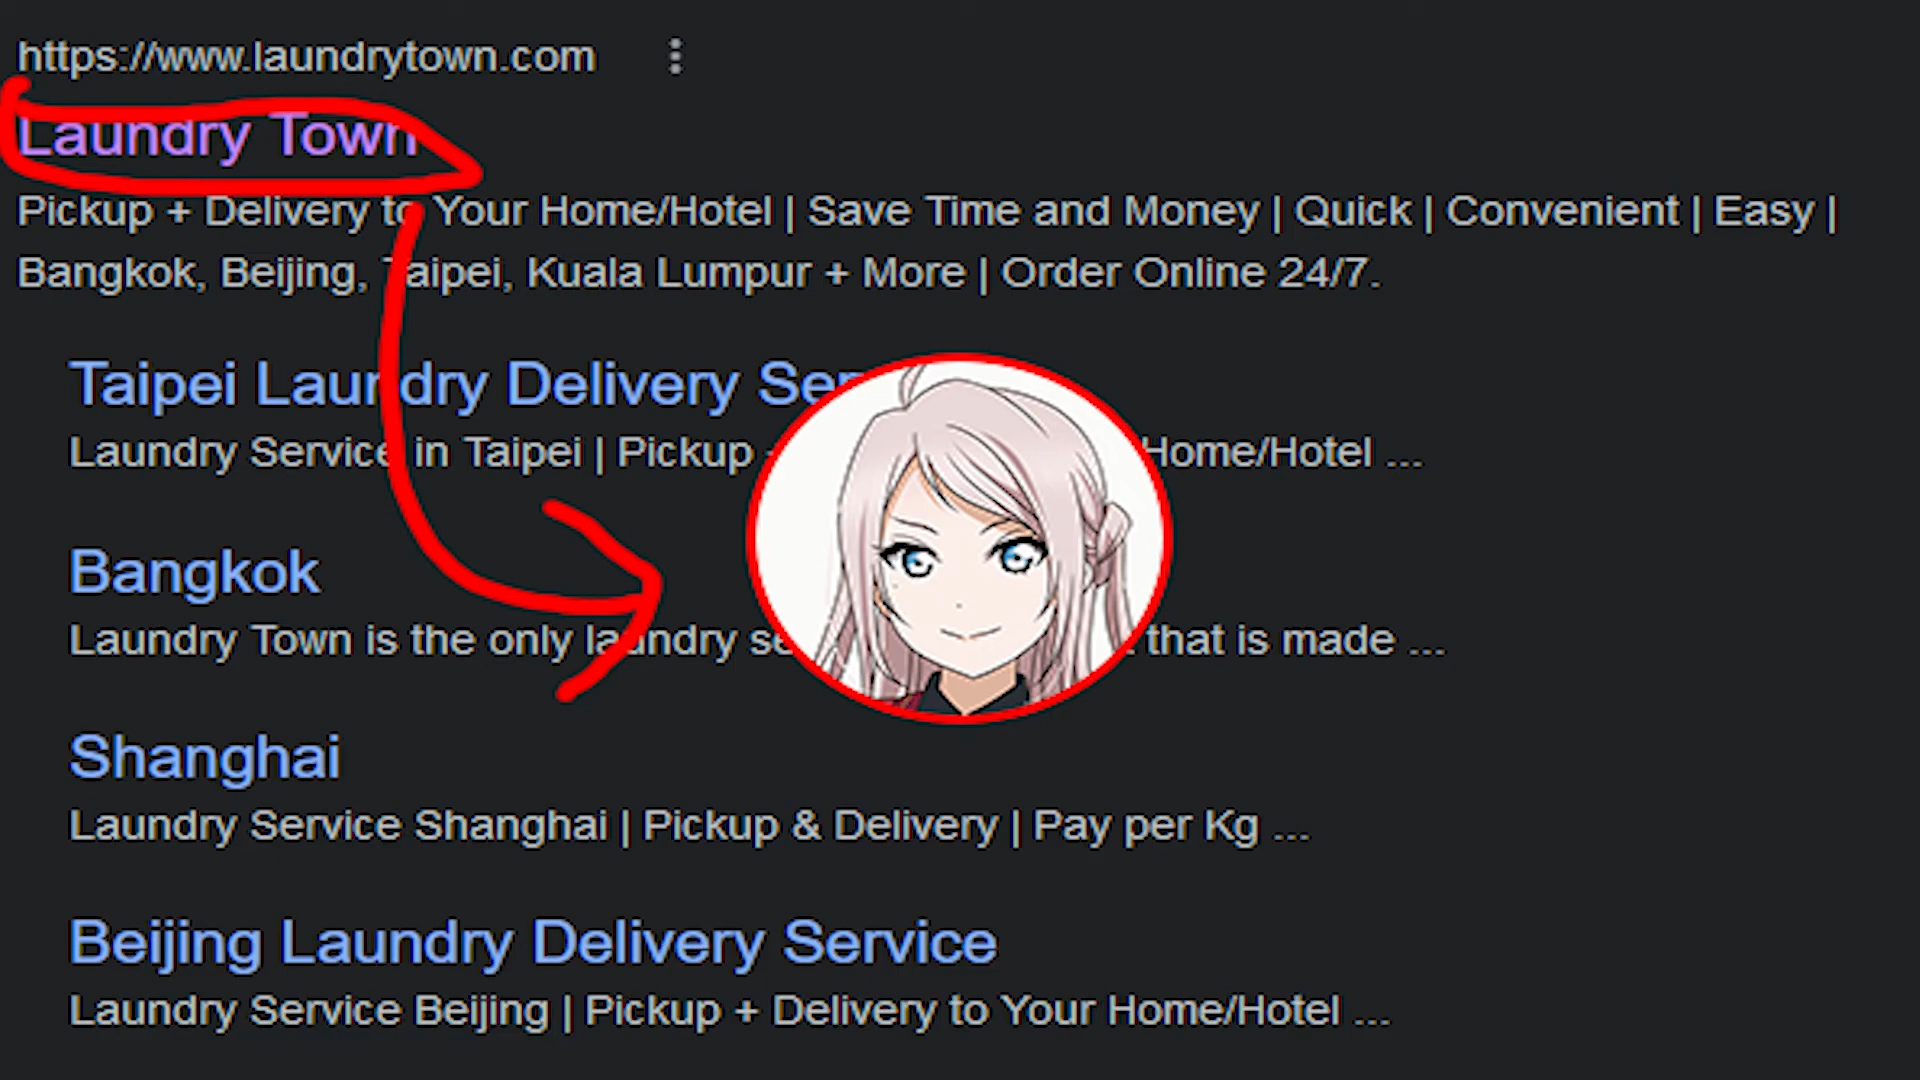 https://www.laundrytown.com
Laundry Town
Pickup + Delivery to Your Home/Hotel | Save Time and Money | Quick | Convenient | Easy |
Bangkok, Beijing, Taipei, Kuala Lumpur + More | Order Online 24/7.
Taipei Laundry Delivery Ser
Laundry Service in Taipei | Pickup Home/Hotel ...
Bangkok
Laundry Town is the only laundry se that is made ...
Shanghai
Laundry Service Shanghai | Pickup & Delivery | Pay per Kg ...
Beijing Laundry Delivery Service
Laundry Service Beijing | Pickup + Delivery to Your Home/Hotel ...